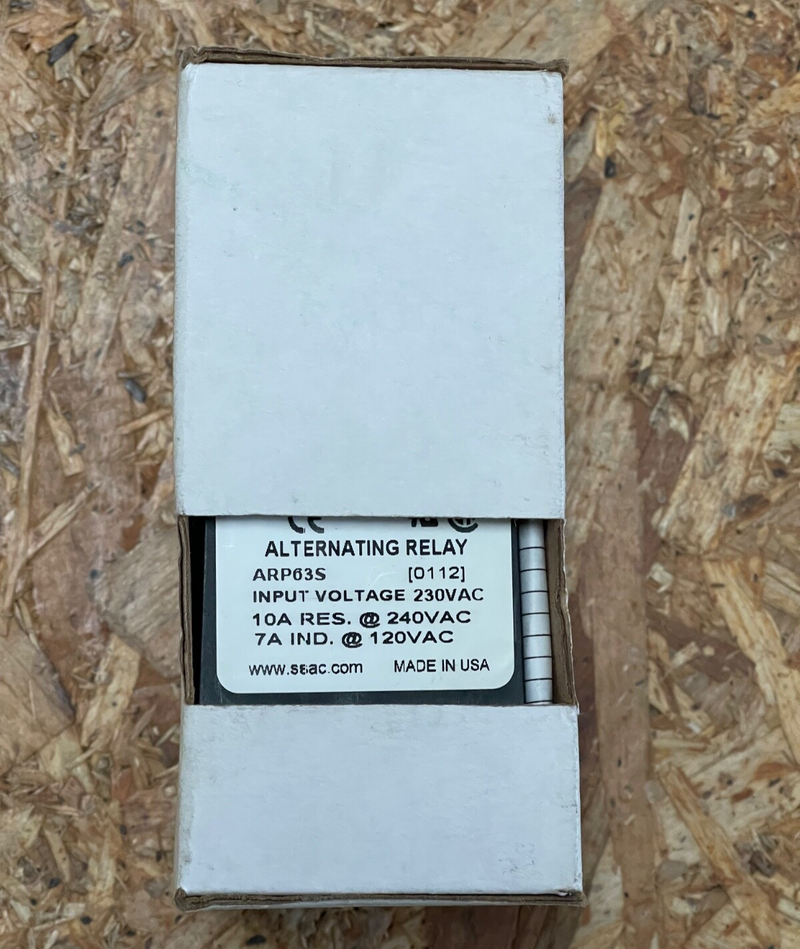 ALTERNATING RELAY
ARP63S [0112]
INPUT VOLTAGE 230VAC
10A RES. @ 240VAC
7A IND. @ 120VAC
www.ssac.com MADE IN USA